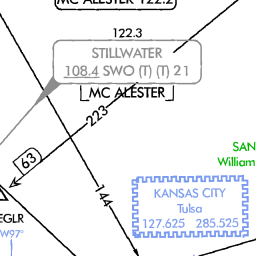 MC ALESTER 122.2
122.3
STILLWATER
108.4 SWO (T) (T) 21
MC ALESTER
223
63
SAN
William
144
KANSAS CITY
Tulsa
127.625 285.525
EGLR
W97°